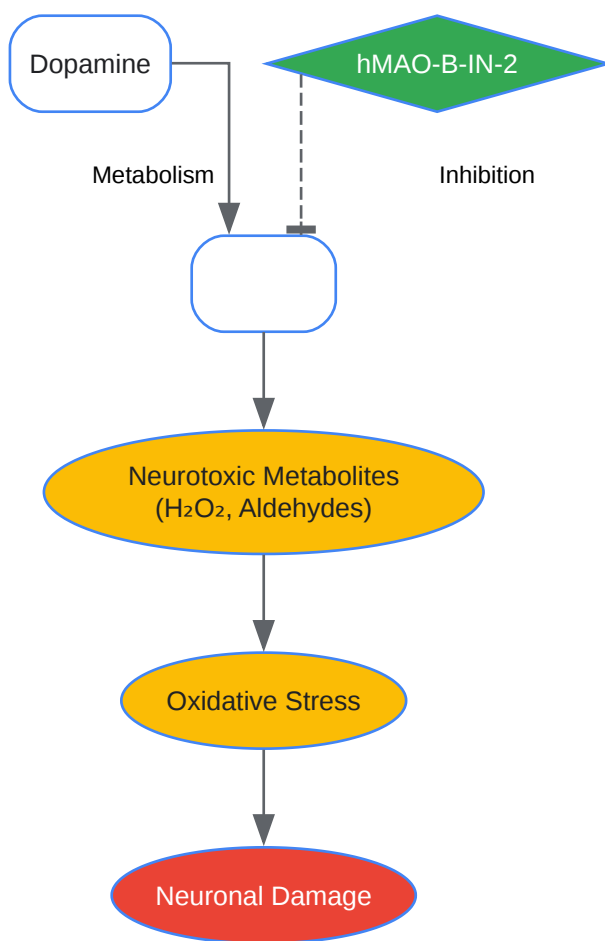 Dopamine
hMAO-B-IN-2
Metabolism
Inhibition
Neurotoxic Metabolites
(H₂O₂, Aldehydes)
Oxidative Stress
Neuronal Damage